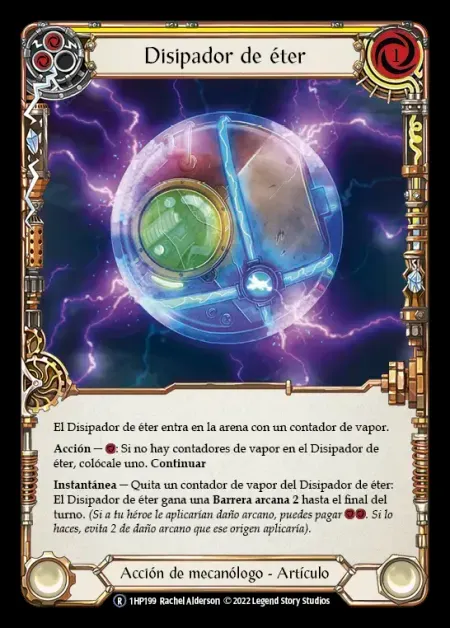 Disipador de éter
1
El Disipador de éter entra en la arena con un contador de vapor.
Acción — : Si no hay contadores de vapor en el Disipador de
éter, colócale uno. Continuar
Instantánea — Quita un contador de vapor del Disipador de éter:
El Disipador de éter gana una Barrera arcana 2 hasta el final del
turno. (Si a tu héroe le aplicarían daño arcano, puedes pagar . Si lo
haces, evita 2 de daño arcano que ese origen aplicaría).
Acción de mecanólogo - Artículo
R 1HP199 Rachel Alderson © 2022 Legend Story Studios